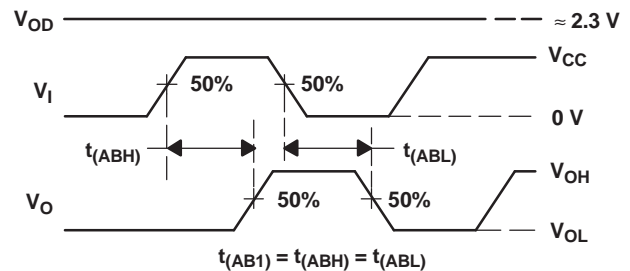 VOD ≈ 2.3 V
VCC
50% 50%
VI
0 V
t(ABH) t(ABL)
VOH
50% 50%
VO
VOL
t(AB1) = t(ABH) = t(ABL)